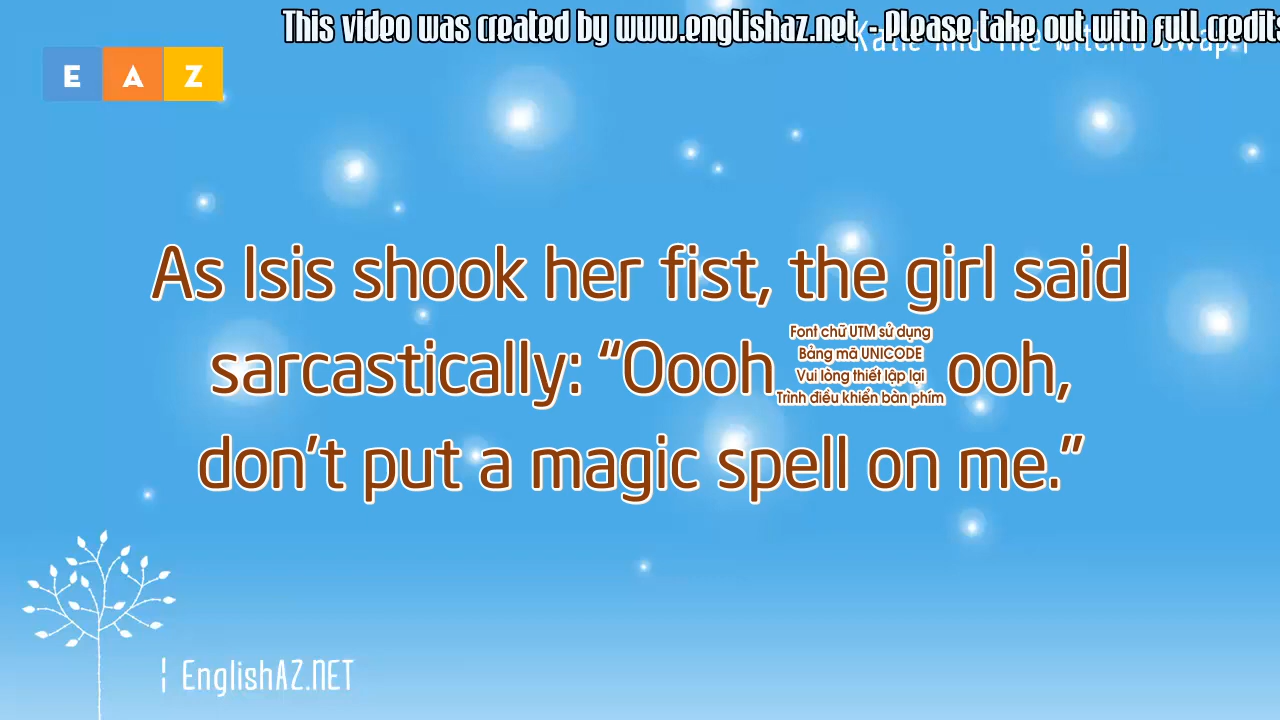 This video was created by www.englishaz.net - Please take out with full credits
E A Z
As Isis shook her fist, the girl said
sarcastically: “Oooh
Font chữ UTM sử dụng
Bảng mã UNICODE
Vui lòng thiết lập lại
Trình điều khiển bàn phím
ooh,
don’t put a magic spell on me.”
¦ EnglishAZ.NET